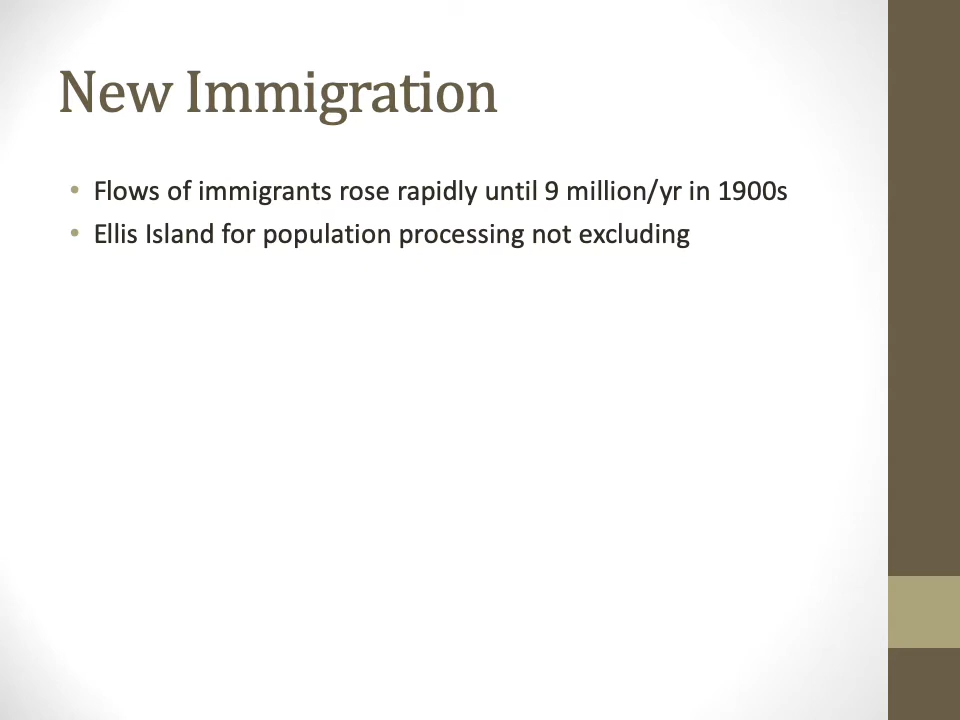 New Immigration
• Flows of immigrants rose rapidly until 9 million/yr in 1900s
• Ellis Island for population processing not excluding